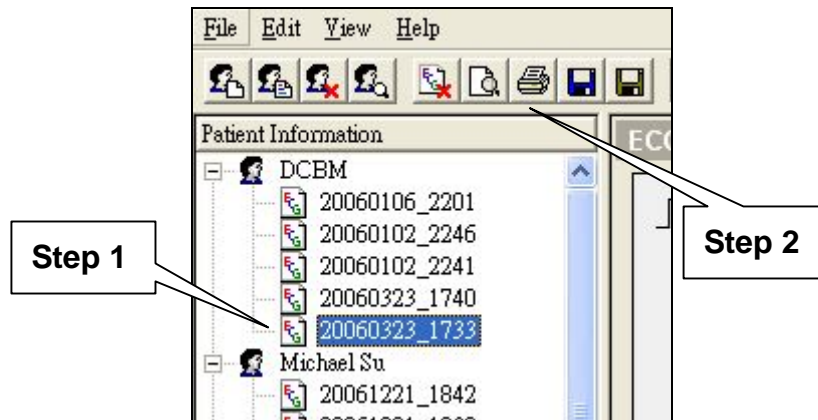 File Edit View Help
Patient Information
ECG
DCBM
20060106_2201
20060102_2246
20060102_2241
20060323_1740
20060323_1733
Michael Su
20061221_1842
Step 1
Step 2